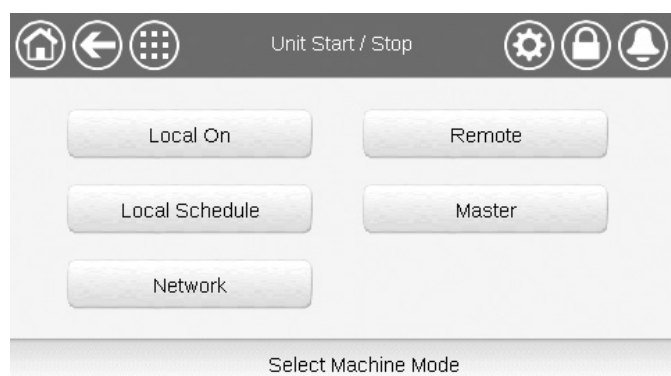 Unit Start / Stop
Local On
Remote
Local Schedule
Master
Network
Select Machine Mode